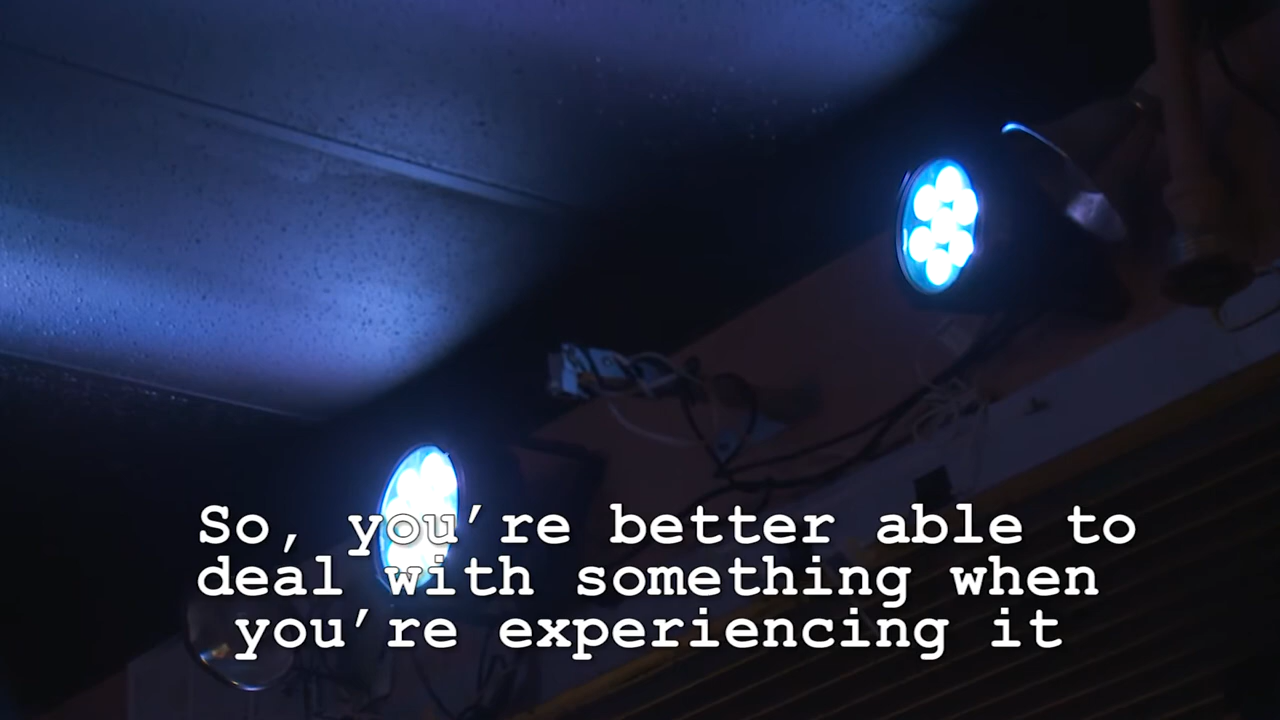 So, you’re better able to
deal with something when
you’re experiencing it